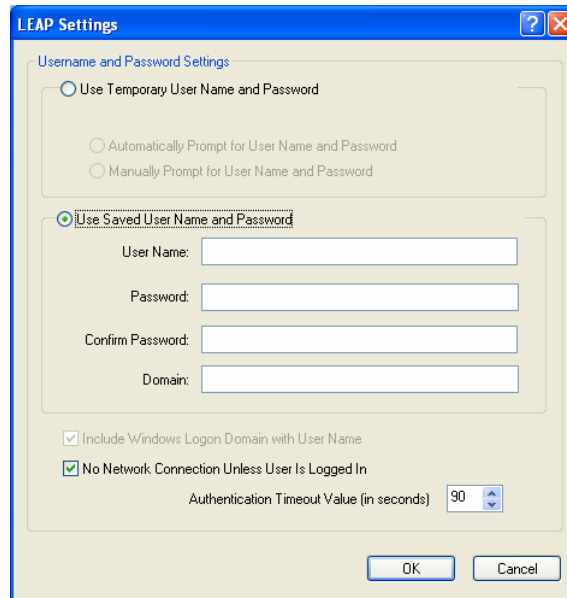 LEAP Settings
Username and Password Settings
Use Temporary User Name and Password
Automatically Prompt for User Name and Password
Manually Prompt for User Name and Password
Use Saved User Name and Password
User Name:
Password:
Confirm Password:
Domain:
Include Windows Logon Domain with User Name
No Network Connection Unless User Is Logged In
Authentication Timeout Value (in seconds) 90
OK Cancel